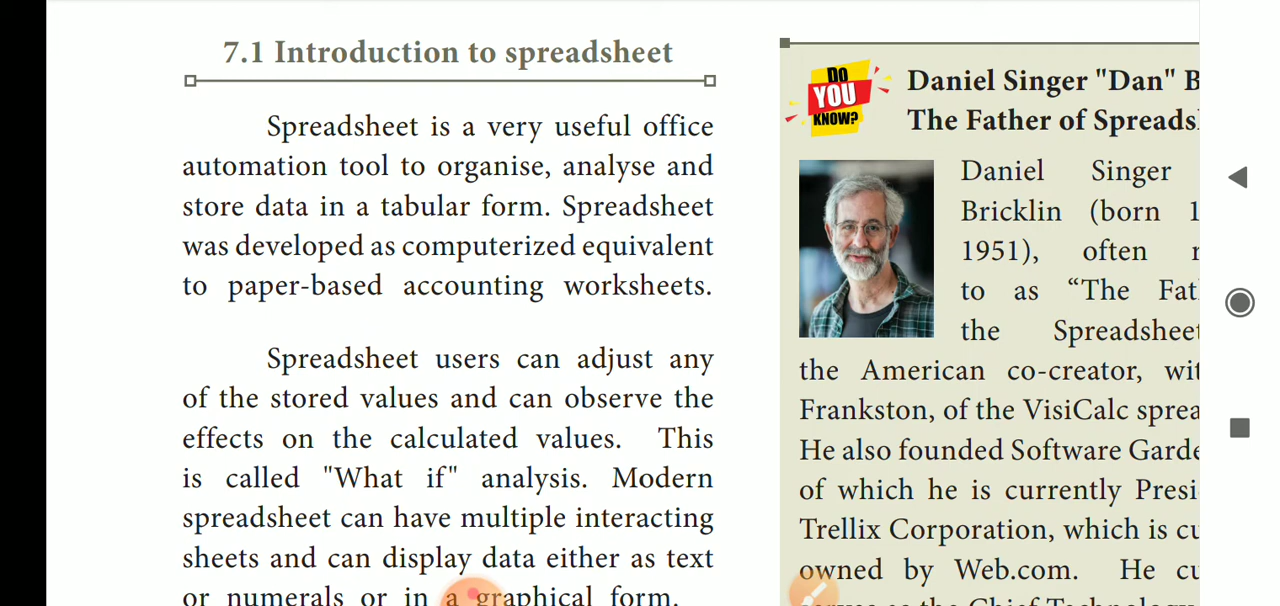 7.1 Introduction to spreadsheet
Spreadsheet is a very useful office
automation tool to organise, analyse and
store data in a tabular form. Spreadsheet
was developed as computerized equivalent
to paper-based accounting worksheets.
Spreadsheet users can adjust any
of the stored values and can observe the
effects on the calculated values. This
is called "What if" analysis. Modern
spreadsheet can have multiple interacting
sheets and can display data either as text
or numerals or in a graphical form.
DO
YOU
KNOW?
Daniel Singer "Dan"
The Father of
Daniel Singer
Bricklin (born
1951), often
to as “The
the Spreadsheet
the American co-creator,
Frankston, of the VisiCalc
He also founded Software
of which he is currently
Trellix Corporation, which is
owned by Web.com. He
serves as the Chief Technology